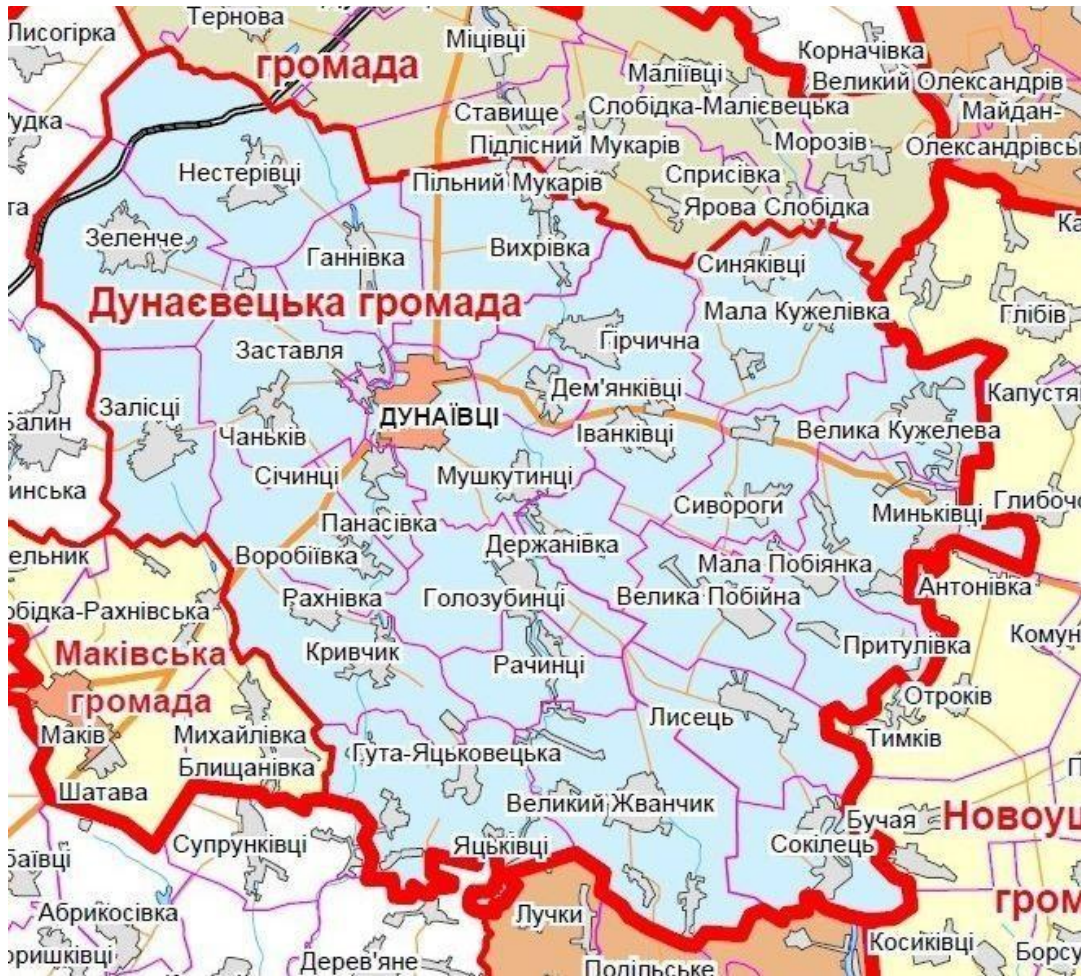 Тернова
Лисогірка
Міцівці
Корначівка
громада
Маліївці
Великий Олександрів
Ставище
Слобідка-Малієвецька
Майдан-
Підлісний Мукарів
Морозів
Нестерівці
Пільний Мукарів
Сприсівка
Ярова Слобідка
Зеленче
Ганнівка
Вихрівка
Синяківці
Дунаєвецька громада
Мала Кужелівка
Глібів
Гірчична
Заставля
Дем'янківці
Залісці
ДУНАЇВЦІ
Чаньків
Іванківці
Велика Кужелева
Січинці
Мушкутинці
Сивороги
Миньківці
Панасівка
Держанівка
Воробіївка
Мала Побіянка
Антонівка
Рахнівка
Голозубинці
Велика Побійна
Маківська
Кривчик
Рачинці
Притулівка
громада
Отроків
Маків
Михайлівка
Лисець
Тимків
Блищанівка
Гута-Яцьковецька
Шатава
Великий Жванчик
Бучая
Супрунківці
Яцьківці
Сокілець
Абрикосівка
Лучки
Косиківці
Дерев'яне
Подільське